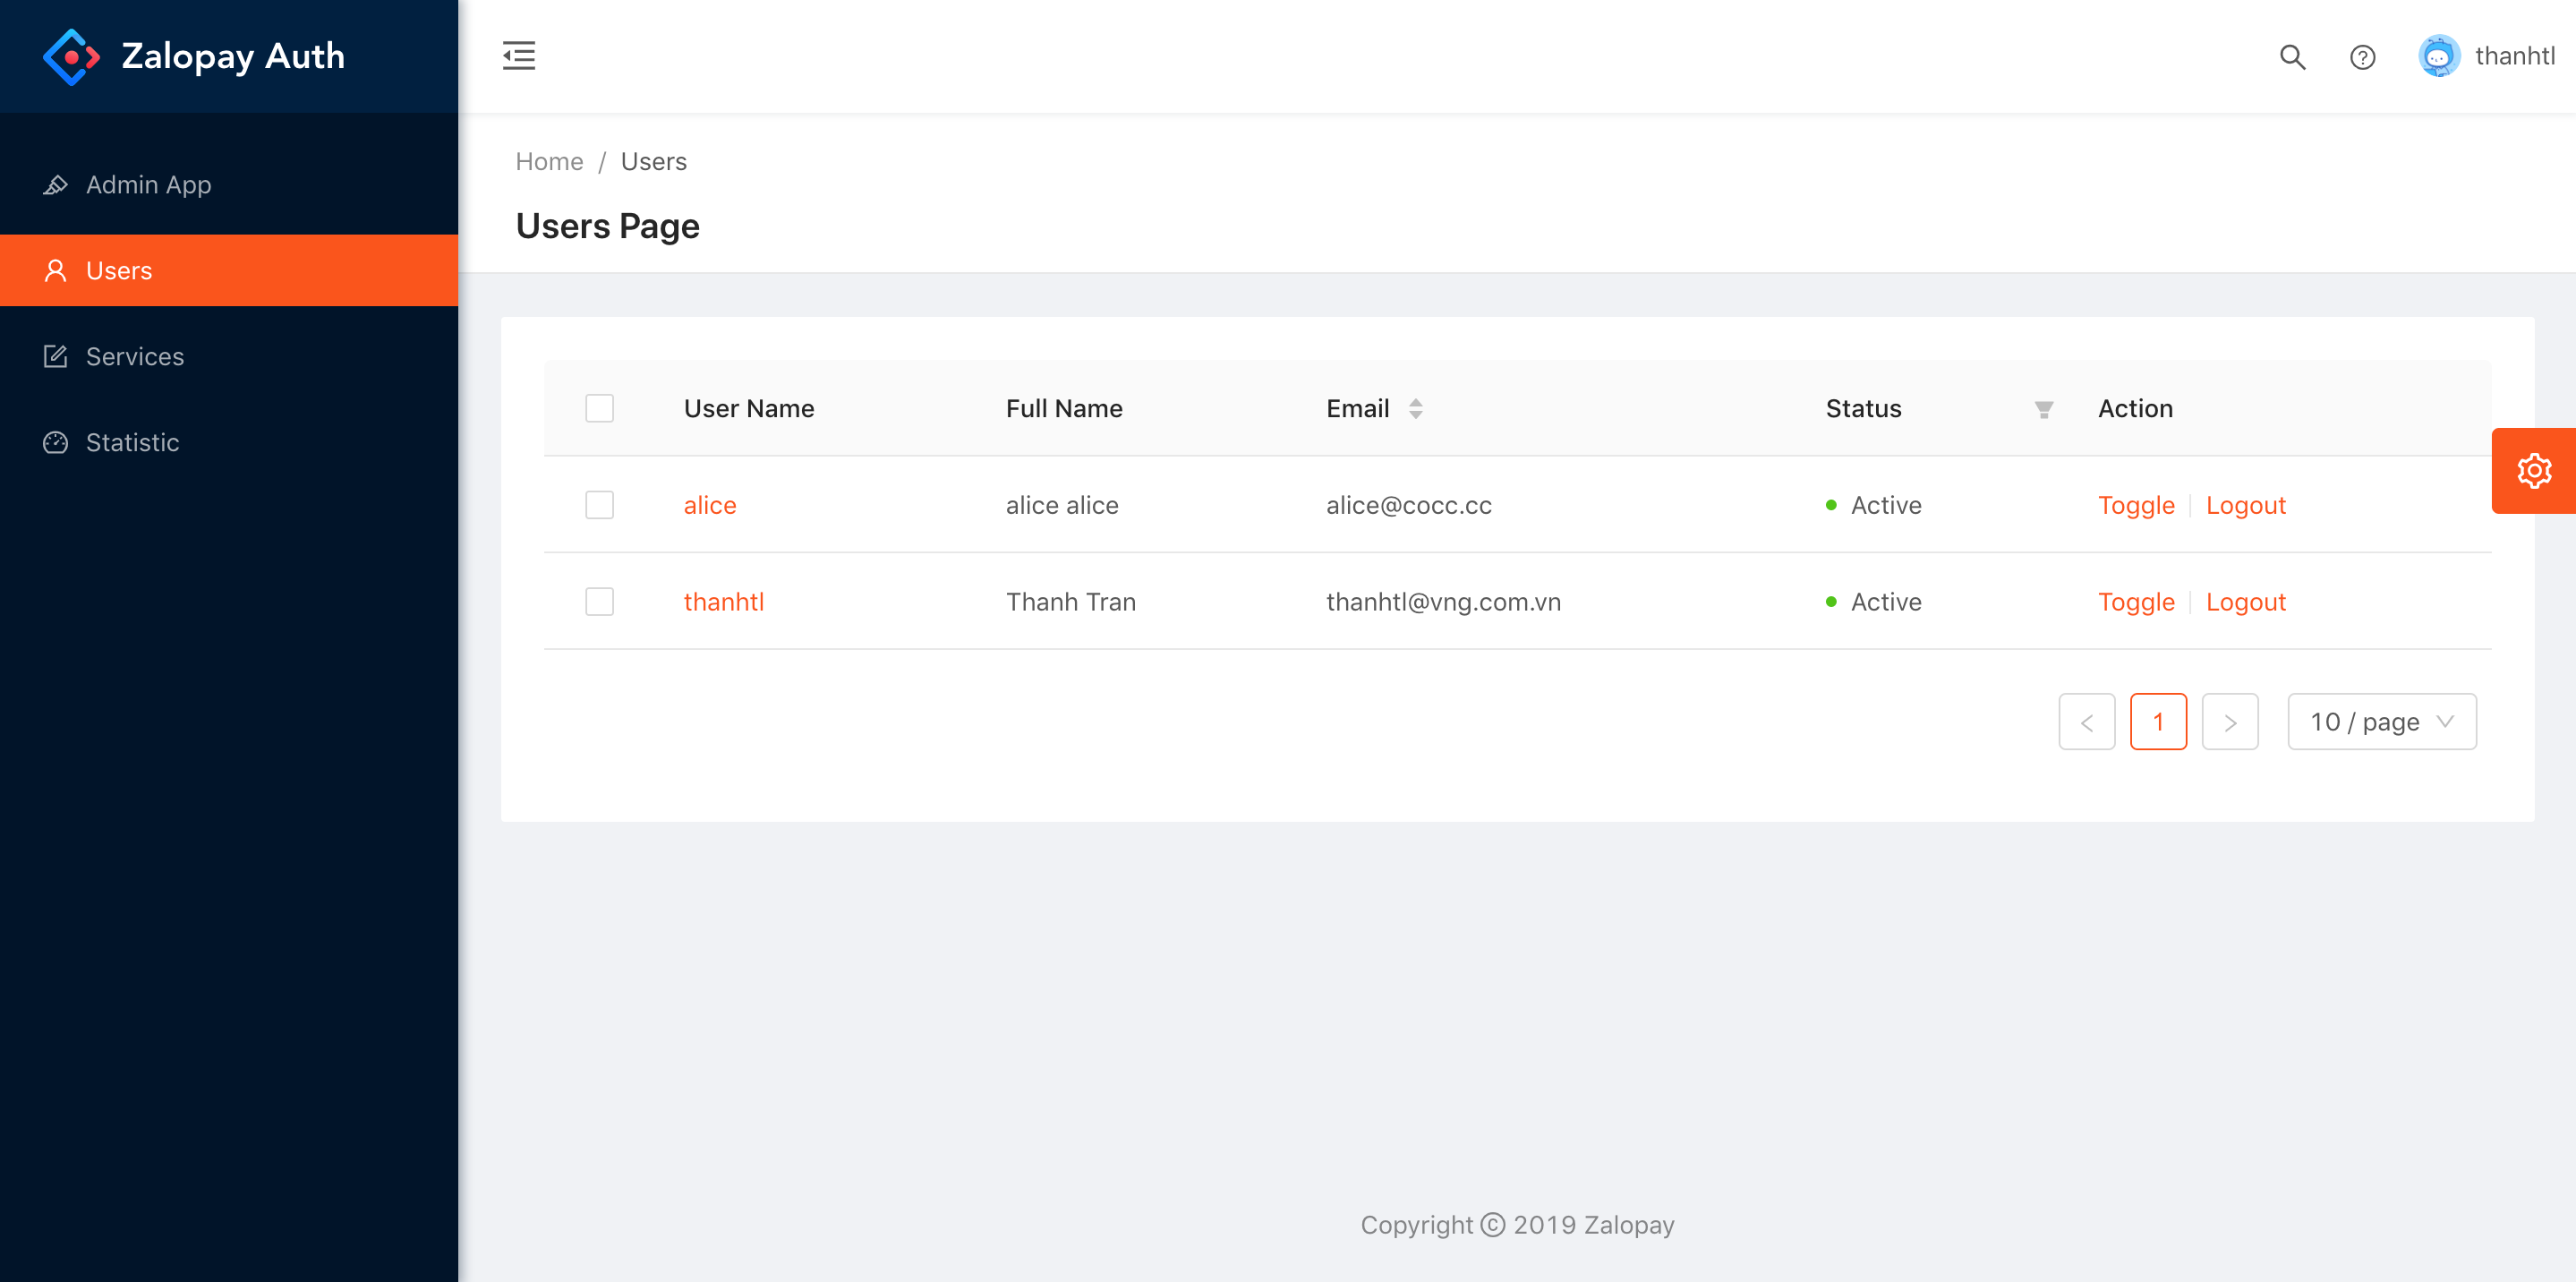 Zalopay Auth
thanhtl
Admin App
Users
Services
Statistic
Home / Users
Users Page
User Name Full Name Email Status Action
alice alice alice alice@cocc.cc Active Toggle Logout
thanhtl Thanh Tran thanhtl@vng.com.vn Active Toggle Logout
< 1 > 10 / page
Copyright © 2019 Zalopay